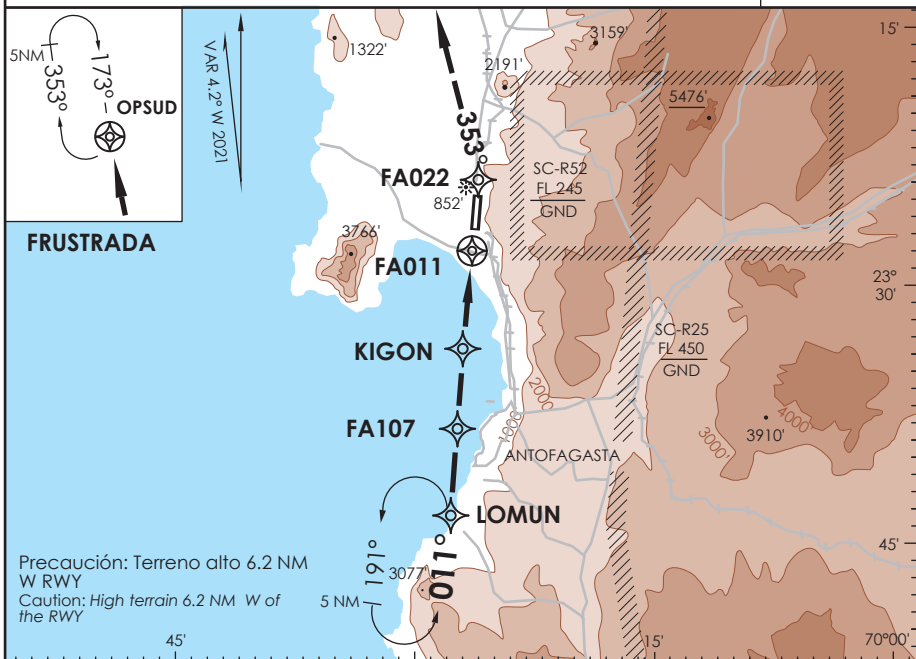 5NM
353°
173°
OPSUD
FRUSTRADA
VAR 4.2° W 2021
1322'
3159'
2191'
5476'
15'
353°
FA022
852'
SC-R52
FL 245
GND
3766'
FA011
23°
30'
KIGON
SC-R25
FL 450
GND
2000
1000
3000'
4000
3910'
FA107
ANTOFAGASTA
LOMUN
191°
011°
3077'
5 NM
45'
Precaución: Terreno alto 6.2 NM
W RWY
Caution: High terrain 6.2 NM W of
the RWY
45'
15'
70°00'